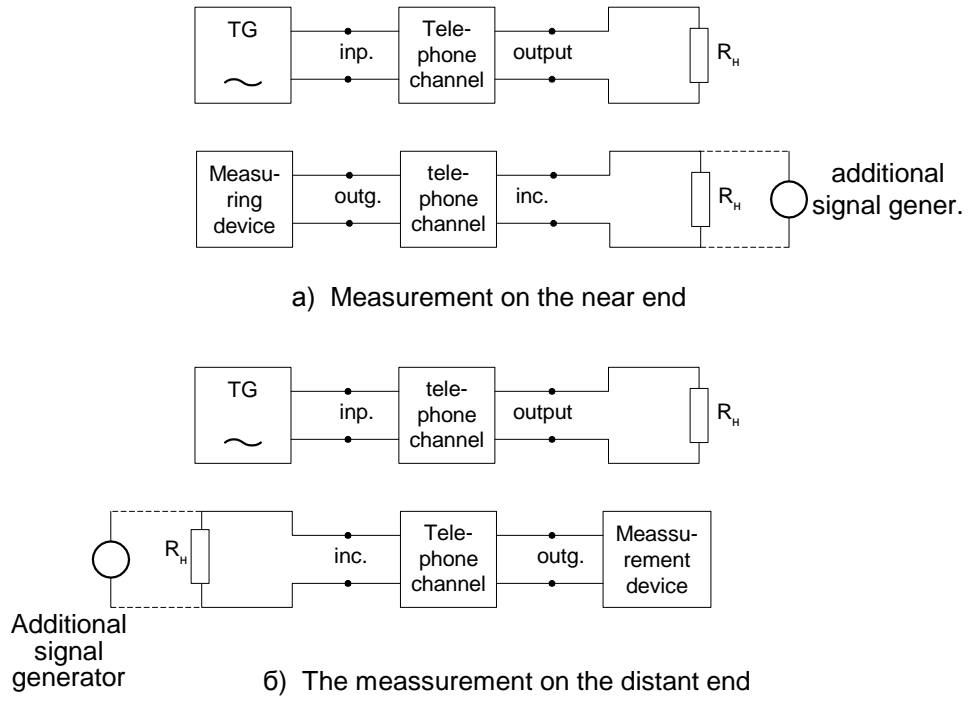 TG
inp.
Tele-
phone
channel
output
Rн
Measu-
ring
device
outg.
tele-
phone
channel
inc.
Rн
additional
signal gener.
а) Measurement on the near end
TG
inp.
tele-
phone
channel
output
Rн
Rн
inc.
Tele-
phone
channel
outg.
Meassu-
rement
device
Additional
signal
generator
б) The meassurement on the distant end